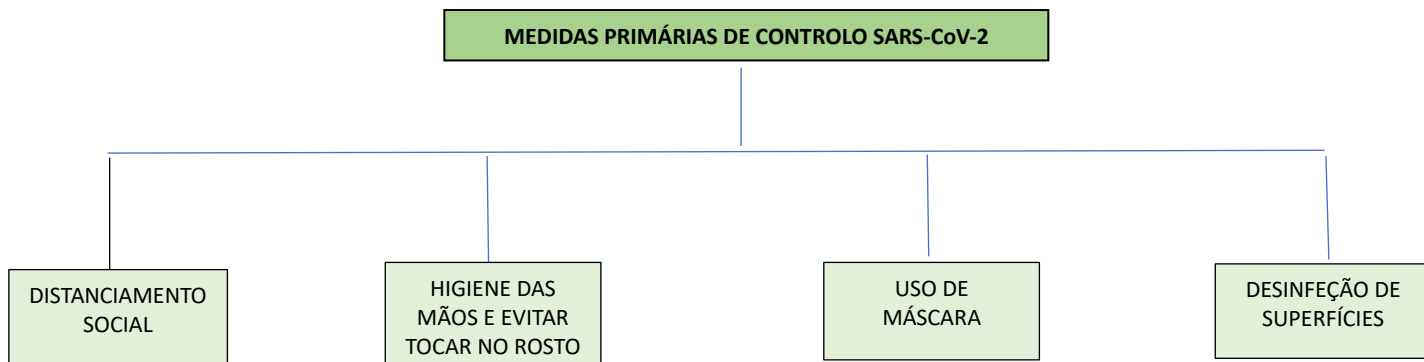 MEDIDAS PRIMÁRIAS DE CONTROLO SARS-CoV-2
DISTANCIAMENTO
SOCIAL
HIGIENE DAS
MÃOS E EVITAR
TOCAR NO ROSTO
USO DE
MÁSCARA
DESINFEÇÃO DE
SUPERFÍCIES